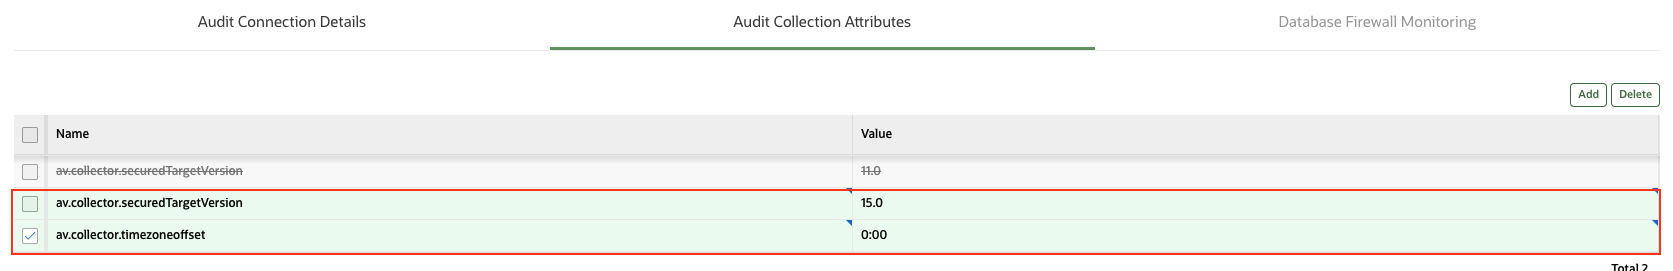 Audit Connection Details Audit Collection Attributes Database Firewall Monitoring
Add Delete
Name Value
av.collector.securedTargetVersion 11.0
av.collector.securedTargetVersion 15.0
av.collector.timezoneoffset 0:00
Total 2